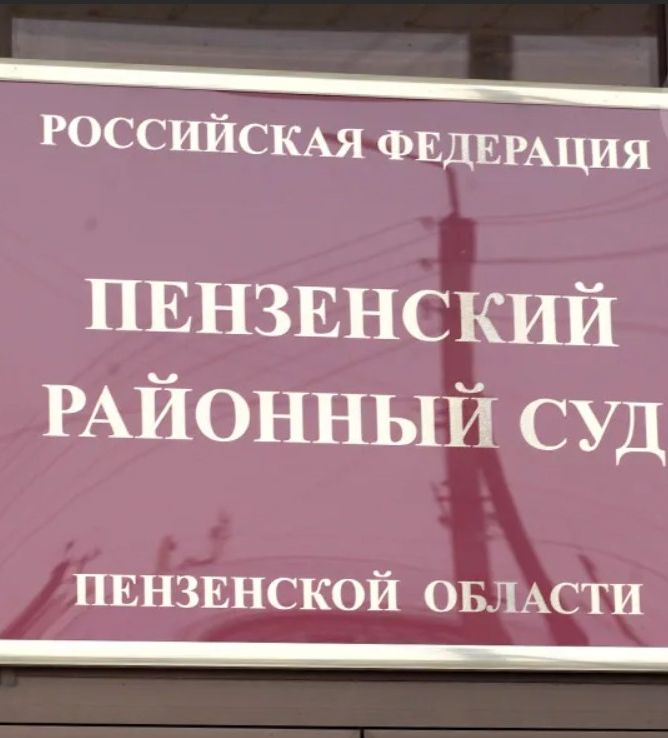 РОССИЙСКАЯ ФЕДЕРАЦИЯ
ПЕНЗЕНСКИЙ
РАЙОННЫЙ СУД
ПЕНЗЕНСКОЙ ОБЛАСТИ